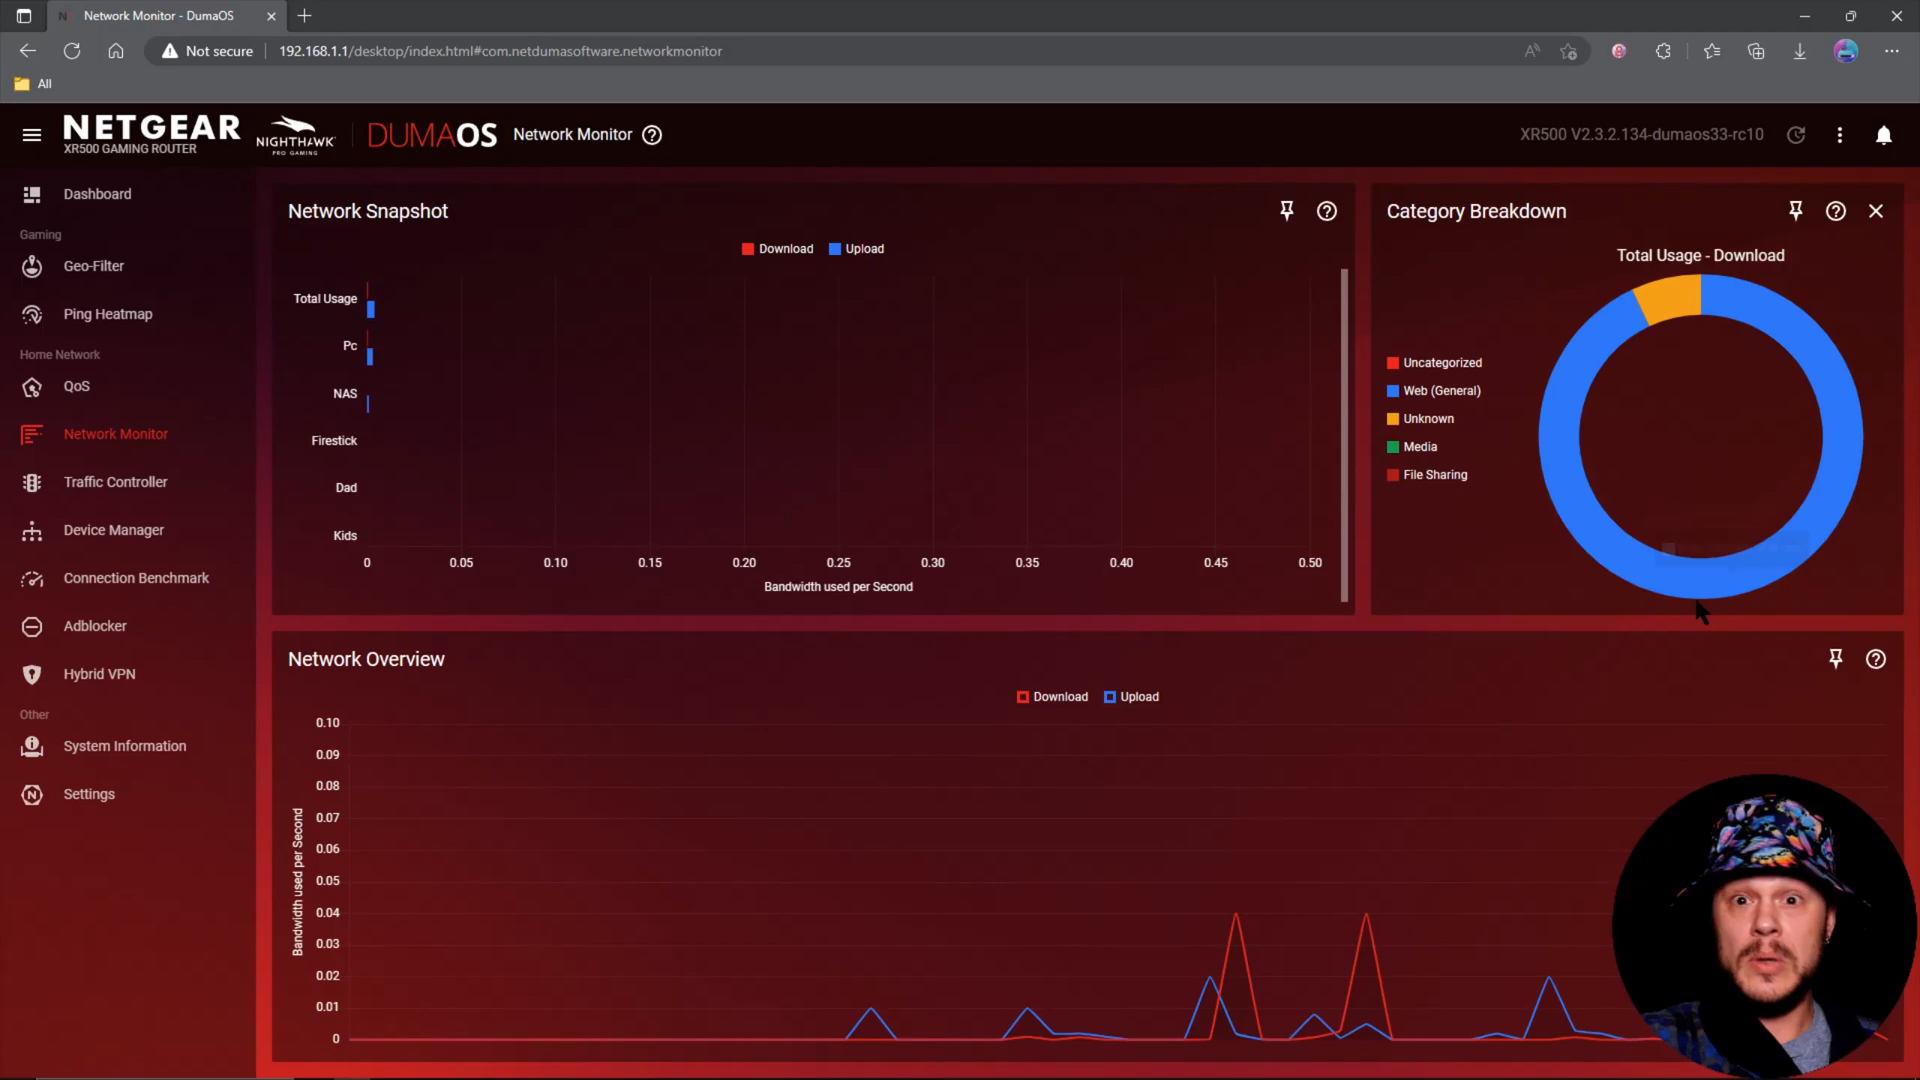 Network Monitor - DumaOS
Not secure
192.168.1.1/desktop/index.html#com.netdumasoftware.networkmonitor
All
NETGEAR
XR500 GAMING ROUTER
NIGHTHAWK
PRO GAMING
DUMAOS
Network Monitor
XR500 V2.3.2.134-dumaos33-rc10
Dashboard
Gaming
Geo-Filter
Ping Heatmap
Home Network
QoS
Network Monitor
Traffic Controller
Device Manager
Connection Benchmark
Adblocker
Hybrid VPN
Other
System Information
Settings
Network Snapshot
Download
Upload
Total Usage
Pc
NAS
Firestick
Dad
Kids
0 0.05 0.10 0.15 0.20 0.25 0.30 0.35 0.40 0.45 0.50
Bandwidth used per Second
Category Breakdown
Total Usage - Download
Uncategorized
Web (General)
Unknown
Media
File Sharing
Network Overview
Download
Upload
Bandwidth used per Second
0.10
0.09
0.08
0.07
0.06
0.05
0.04
0.03
0.02
0.01
0